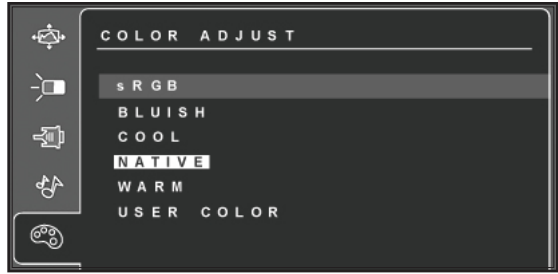 COLOR ADJUST
sRGB
BLUISH
COOL
NATIVE
WARM
USER COLOR